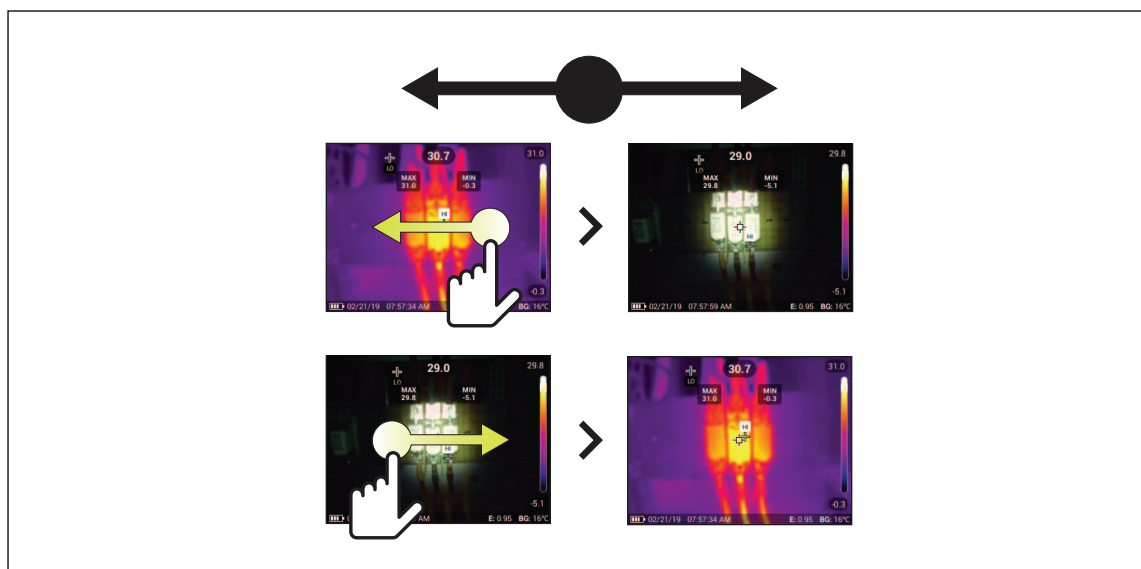 30.7
31.0
LO
MAX
31.0
MIN
-0.3
HI
-0.3
02/21/19 07:57:34 AM
BG: 16°C
29.0
29.8
LO
MAX
29.8
MIN
-5.1
HI
-5.1
02/21/19 07:57:59 AM
E: 0.95 BG: 16°C
29.0
29.8
LO
MAX
29.8
MIN
-5.1
HI
-5.1
AM
E: 0.95 BG: 16°C
30.7
31.0
LO
MAX
31.0
MIN
-0.3
HI
-0.3
02/21/19 07:57:34 AM
E: 0.95 BG: 16°C